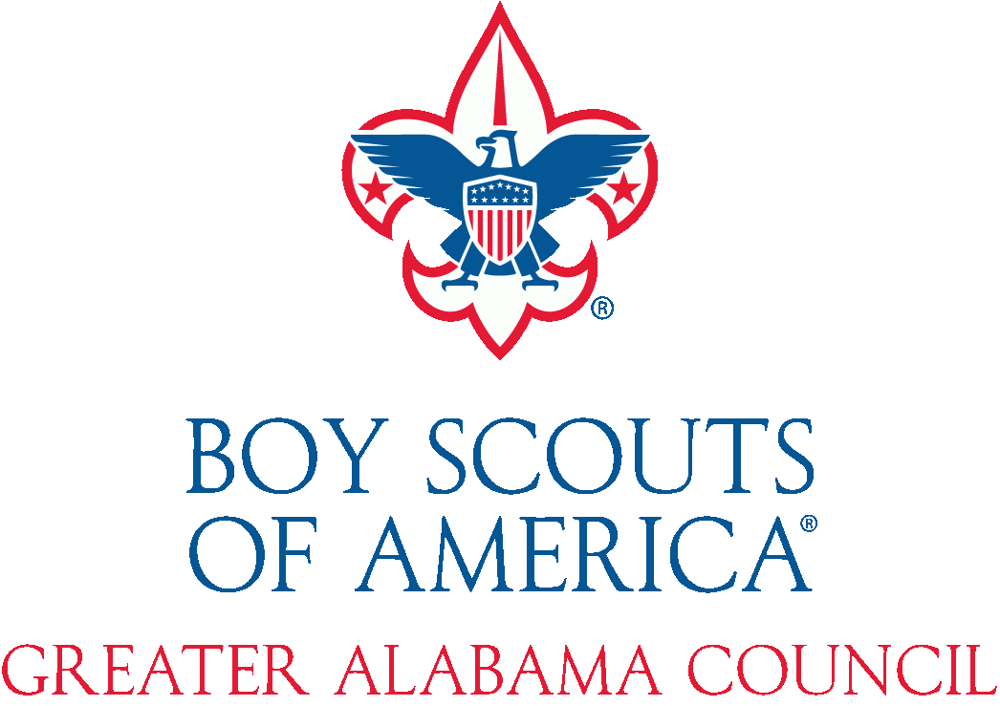 ®
BOY SCOUTS
OF AMERICA®
GREATER ALABAMA COUNCIL